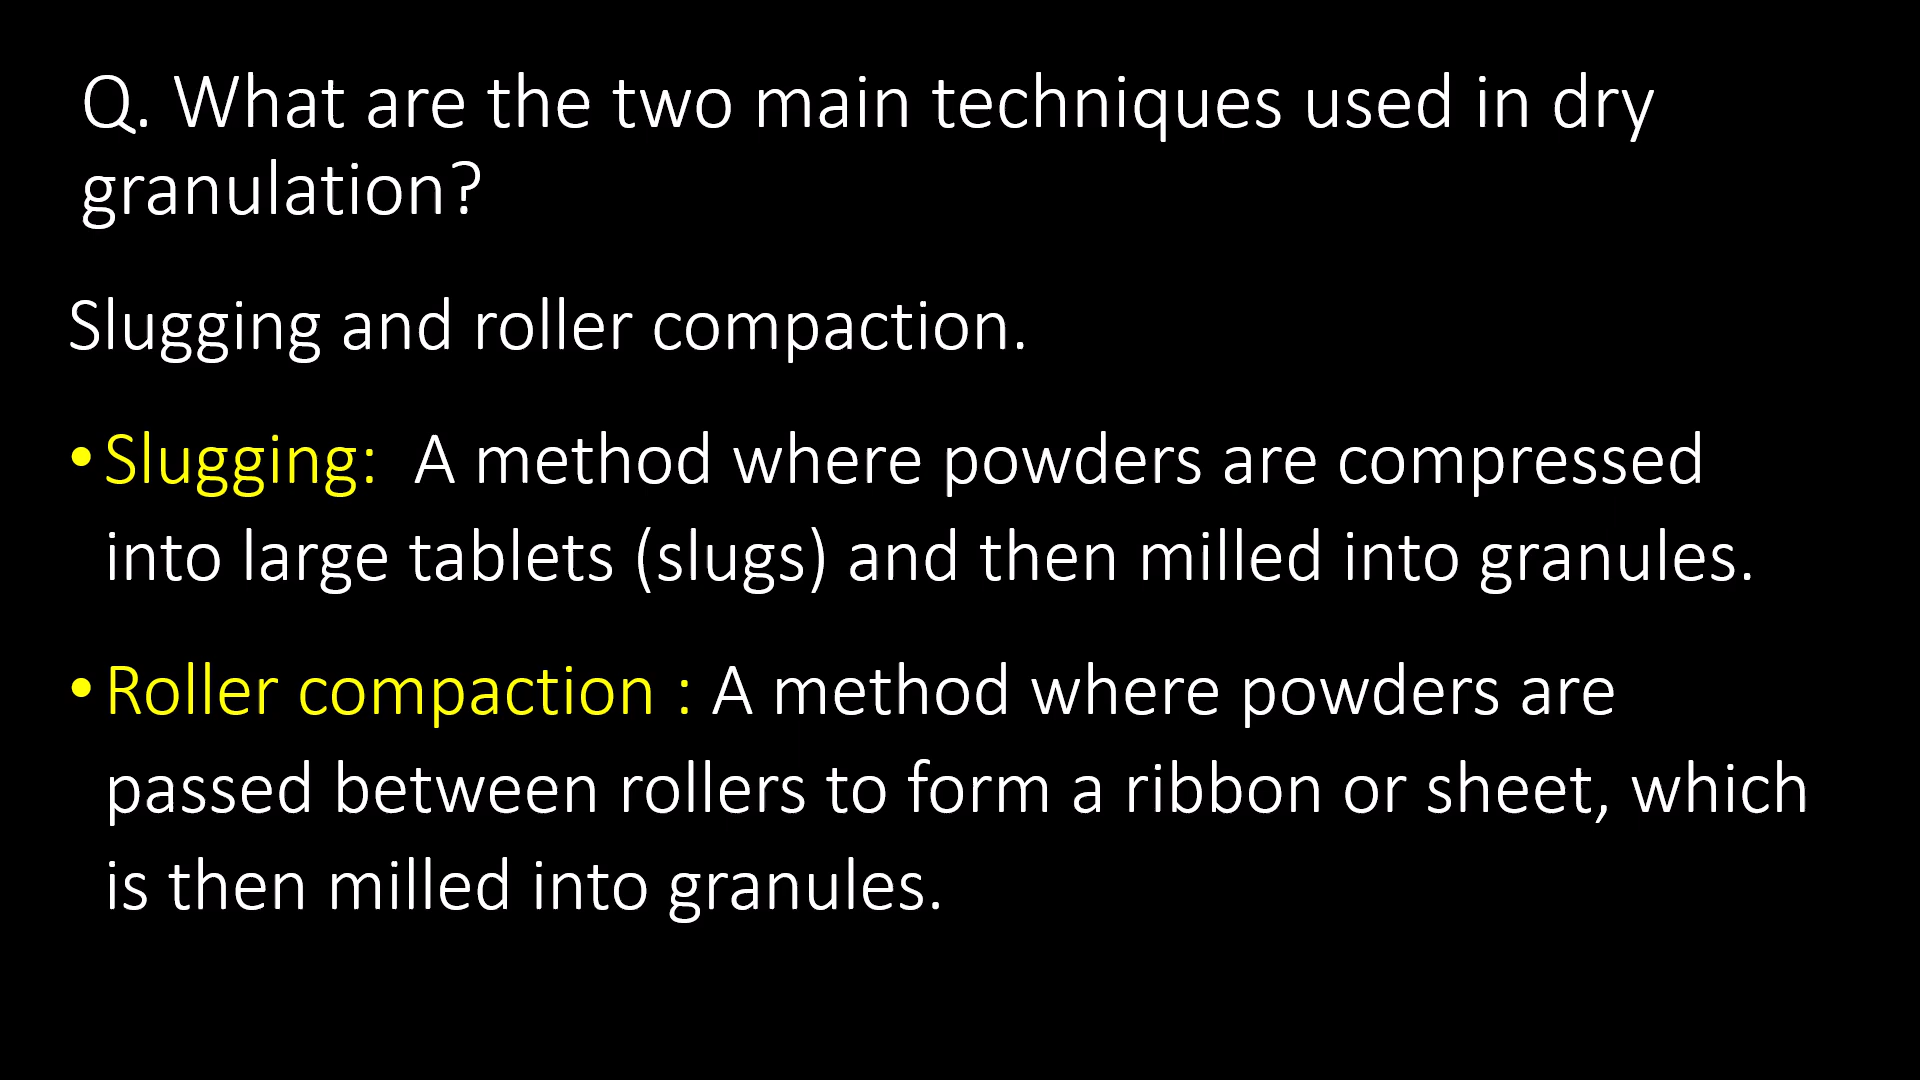 Q. What are the two main techniques used in dry
granulation?
Slugging and roller compaction.
• Slugging:  A method where powders are compressed
into large tablets (slugs) and then milled into granules.
• Roller compaction : A method where powders are
passed between rollers to form a ribbon or sheet, which
is then milled into granules.